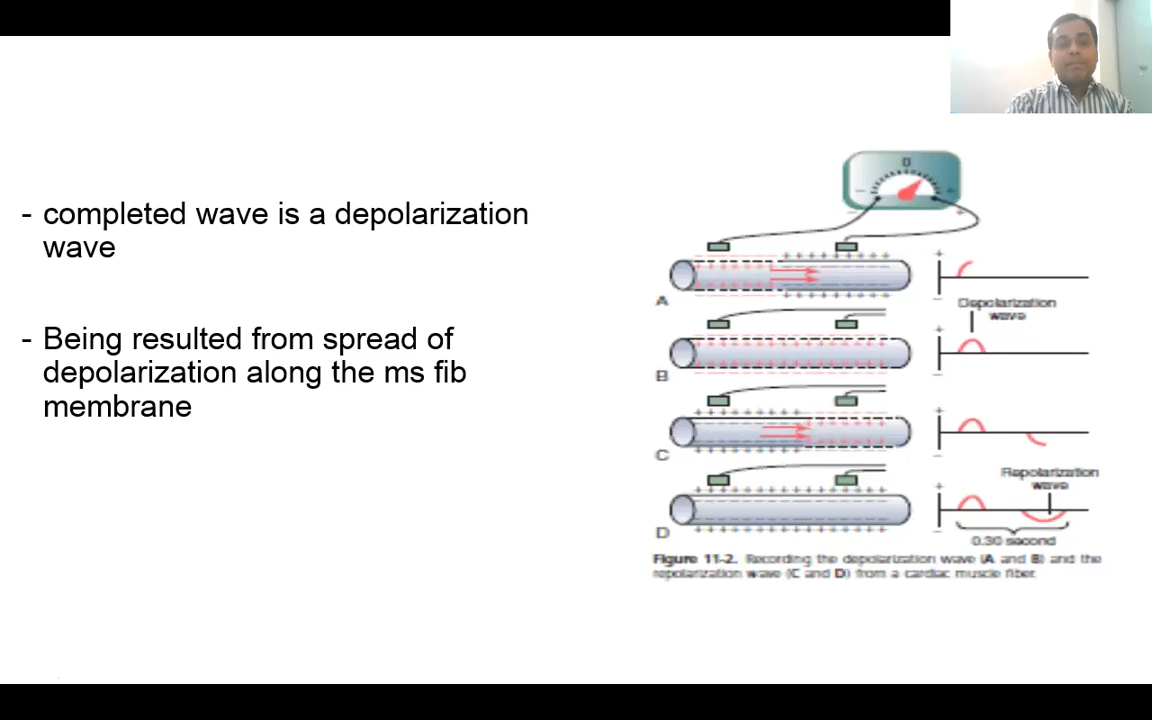 - completed wave is a depolarization
wave
- Being resulted from spread of
depolarization along the ms fib
membrane
0
- +
- +
A
+
-
Depolarization
wave
B
+
-
C
+
-
Repolarization
wave
D
+
-
0.30 second
Figure 11-2. Recording the depolarization wave (A and B) and the
repolarization wave (C and D) from a cardiac muscle fiber.